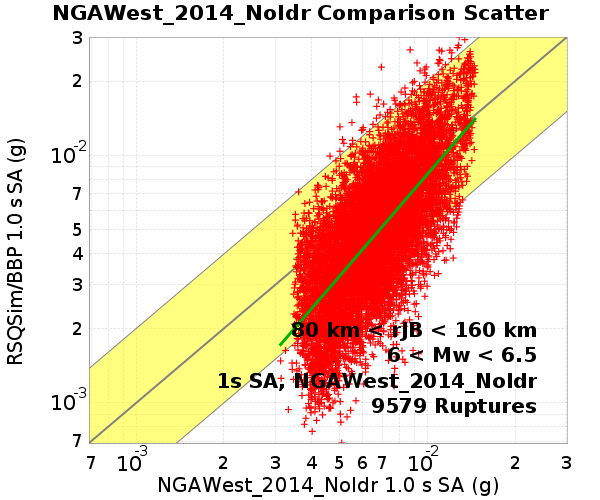 NGAWest_2014_NoIdr Comparison Scatter
RSQSim/BBP 1.0 s SA (g)
3
2
10-2
7
5
4
3
2
10-3
7
80 km < rJB < 160 km
6 < Mw < 6.5
1s SA, NGAWest_2014_NoIdr
9579 Ruptures
7 10-3 2 3 4 5 6 7 10-2 2 3
NGAWest_2014_NoIdr 1.0 s SA (g)